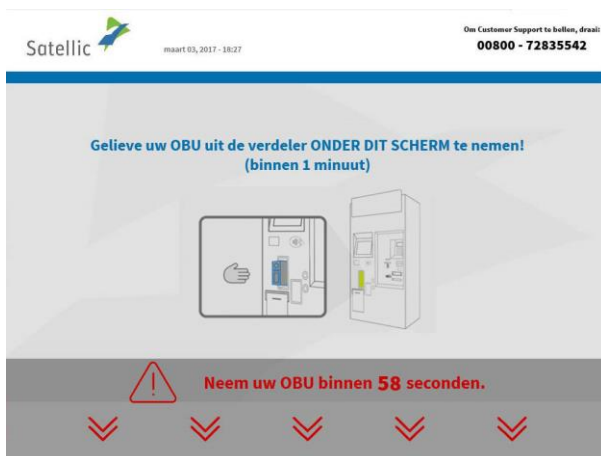 Satellic
maart 03, 2017 - 18:27
Om Customer Support te bellen, draai:
00800 - 72835542
Gelieve uw OBU uit de verdeler ONDER DIT SCHERM te nemen!
(binnen 1 minuut)
Neem uw OBU binnen 58 seconden.